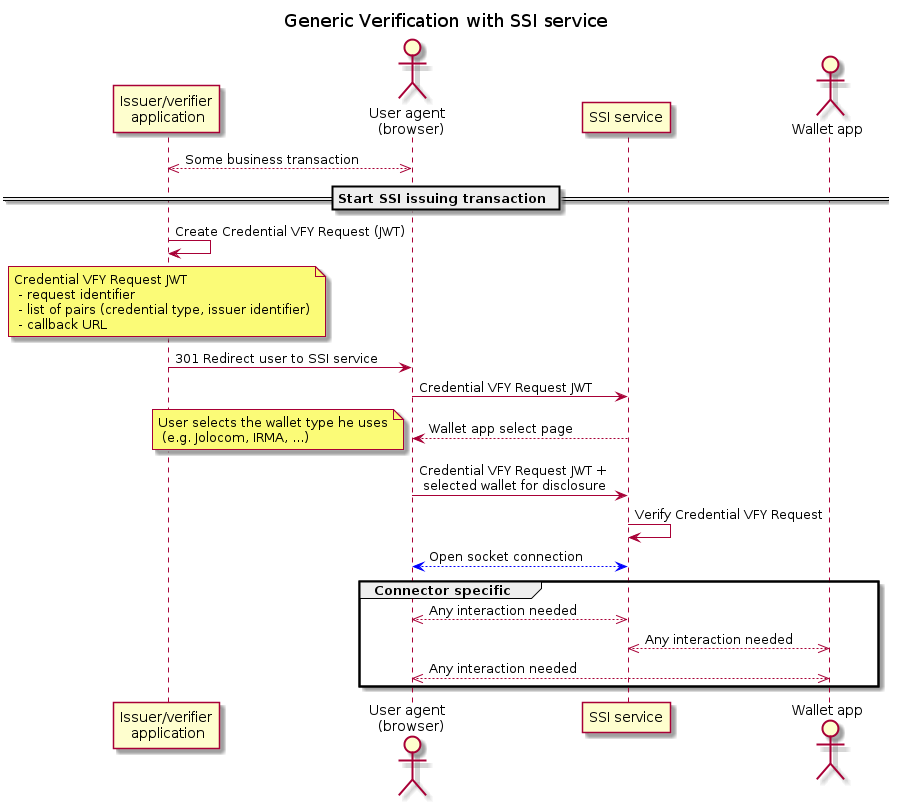 Generic Verification with SSI service
Issuer/verifier
application
User agent
(browser)
SSI service
Wallet app
Some business transaction
Start SSI issuing transaction
Create Credential VFY Request (JWT)
Credential VFY Request JWT
- request identifier
- list of pairs (credential type, issuer identifier)
- callback URL
301 Redirect user to SSI service
Credential VFY Request JWT
User selects the wallet type he uses
(e.g. Jolocom, IRMA, ...)
Wallet app select page
Credential VFY Request JWT +
selected wallet for disclosure
Verify Credential VFY Request
Open socket connection
Connector specific
Any interaction needed
Any interaction needed
Any interaction needed
Issuer/verifier
application
User agent
(browser)
SSI service
Wallet app